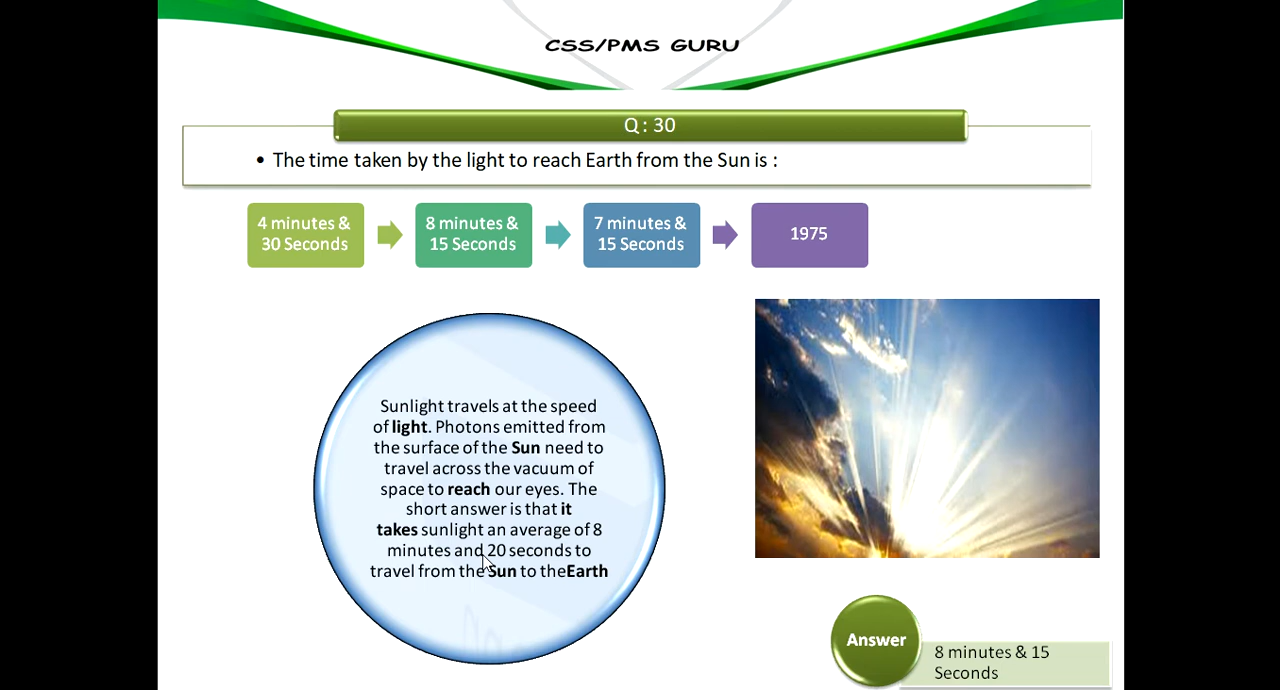 CSS/PMS GURU
Q : 30
• The time taken by the light to reach Earth from the Sun is :
4 minutes &
30 Seconds
8 minutes &
15 Seconds
7 minutes &
15 Seconds
1975
Sunlight travels at the speed
of light. Photons emitted from
the surface of the Sun need to
travel across the vacuum of
space to reach our eyes. The
short answer is that it
takes sunlight an average of 8
minutes and 20 seconds to
travel from the Sun to theEarth
Answer
8 minutes & 15
Seconds